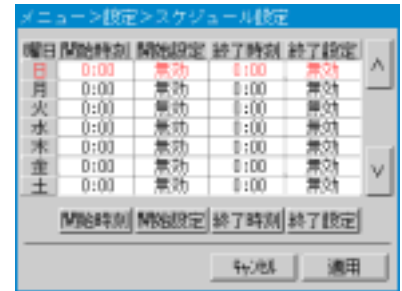 メニュー>設定>スケジュール設定
曜日 開始時刻 開始設定 終了時刻 終了設定
日 0:00 無効 0:00 無効
月 0:00 無効 0:00 無効
火 0:00 無効 0:00 無効
水 0:00 無効 0:00 無効
木 0:00 無効 0:00 無効
金 0:00 無効 0:00 無効
土 0:00 無効 0:00 無効
開始時刻 開始設定 終了時刻 終了設定
キャンセル 適用